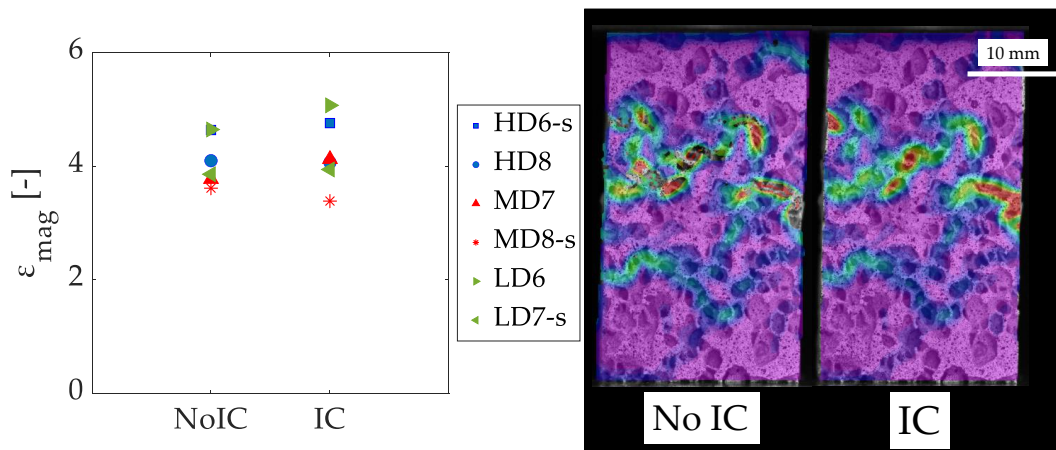 6
4
2
0
ε_mag [-]
NoIC
IC
HD6-s
HD8
MD7
MD8-s
LD6
LD7-s
10 mm
No IC
IC